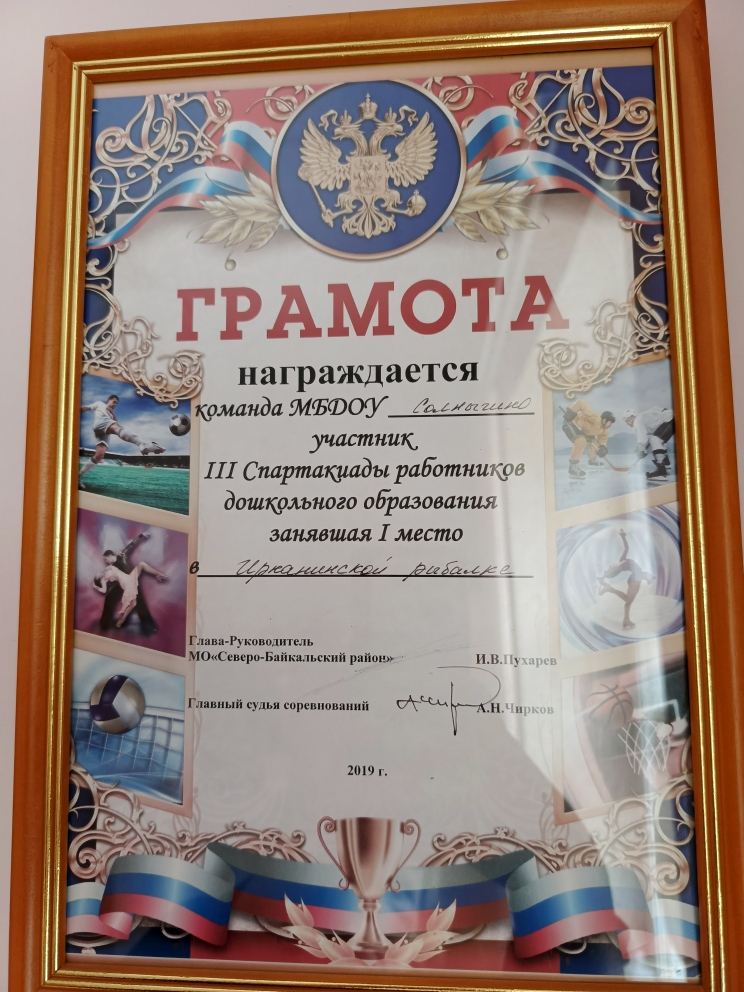 ГРАМОТА
награждается
команда МБДОУ Солнышко
участник
III Спартакиады работников
дошкольного образования
занявшая I место
в Ирканинской рыбалке
Глава-Руководитель
МО«Северо-Байкальский район» И.В.Пухарев
Главный судья соревнований А.Н.Чирков
2019 г.